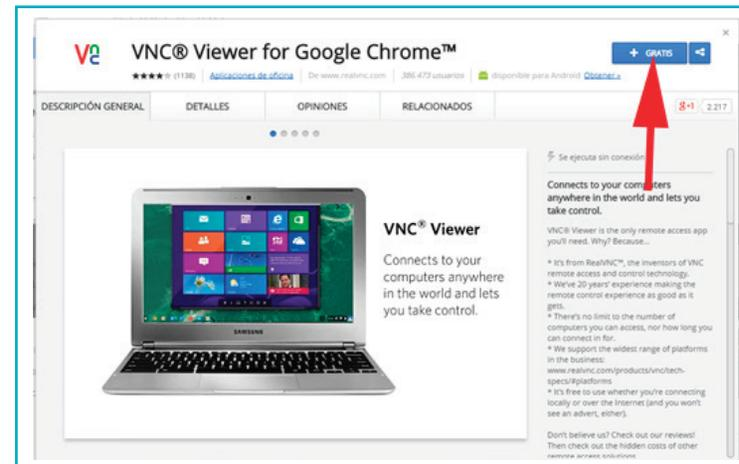 VNC VNC® Viewer for Google Chrome™
+ GRATIS
(1138) Aplicaciones de oficina De www.realvnc.com 386.473 usuarios disponible para Android Obtener »
DESCRIPCIÓN GENERAL DETALLES OPINIONES RELACIONADOS
g+1 2.217
VNC® Viewer
Connects to your
computers anywhere
in the world and lets
you take control.
SAMSUNG
Se ejecuta sin conexión
Connects to your computers
anywhere in the world and lets you
take control.
VNC® Viewer is the only remote access app
you'll need. Why? Because...
* It's from RealVNC™, the inventors of VNC
remote access and control technology.
* We've 20 years' experience making the
remote control experience as good as it
gets.
* There's no limit to the number of
computers you can access, nor how long you
can connect in for.
* We support the widest range of platforms
in the business:
www.realvnc.com/products/vnc/tech-
specs/#platforms
* It's free to use whether you're connecting
locally or over the Internet (and you won't
see an advert, either).
Don't believe us? Check out our reviews!
Then check out the hidden costs of other
remote access solutions